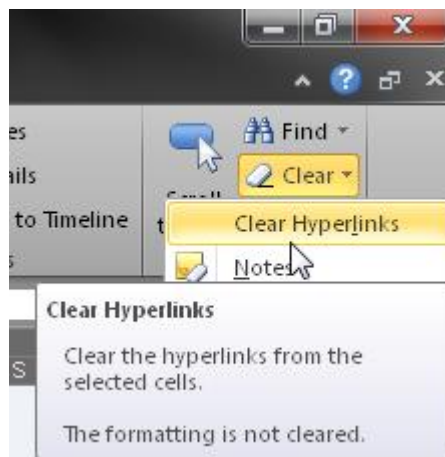 es
Find
ails
Clear
to Timeline
Clear Hyperlinks
Notes
Clear Hyperlinks
S
Clear the hyperlinks from the
selected cells.
The formatting is not cleared.